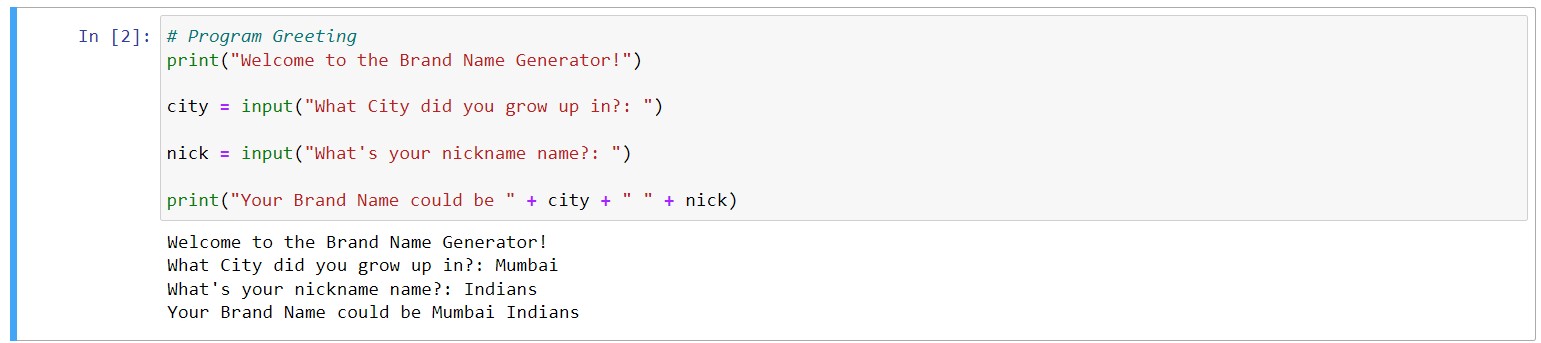 In [2]: # Program Greeting
print("Welcome to the Brand Name Generator!")
city = input("What City did you grow up in?: ")
nick = input("What's your nickname name?: ")
print("Your Brand Name could be " + city + " " + nick)
Welcome to the Brand Name Generator!
What City did you grow up in?: Mumbai
What's your nickname name?: Indians
Your Brand Name could be Mumbai Indians